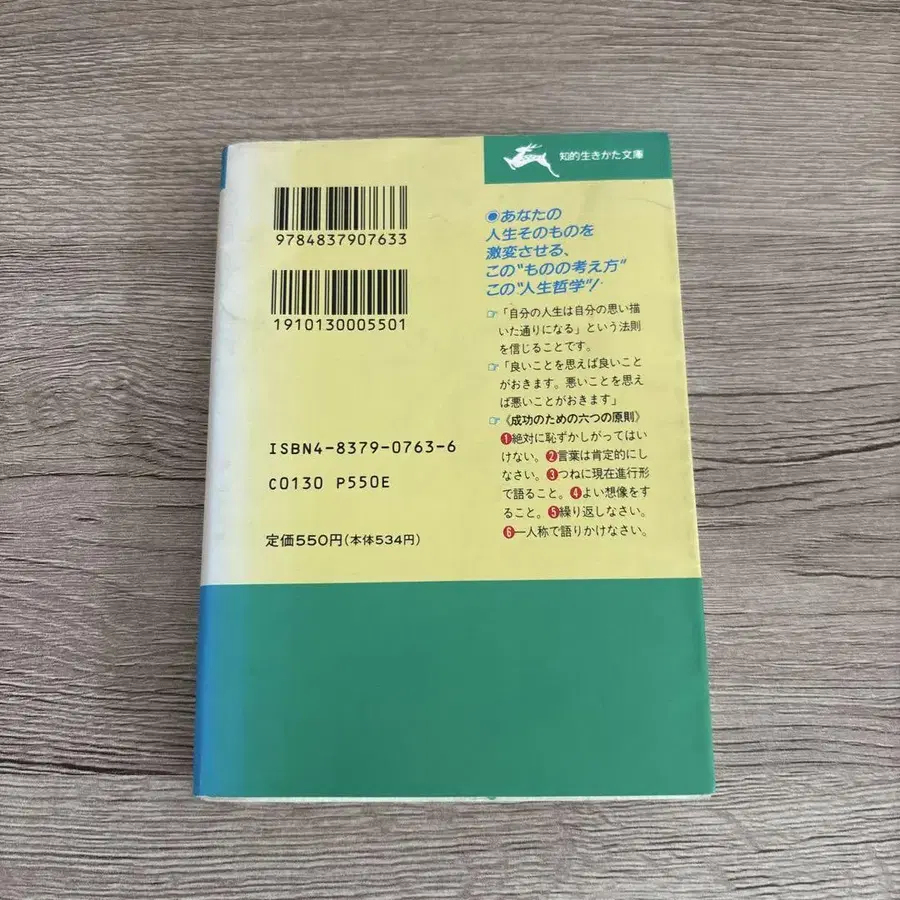 知的生きかた文庫
9784837907633
1910130005501
ISBN4-8379-0763-6
C0130 P550E
定価550円(本体534円)
●あなたの
人生そのものを
激変させる、
この"ものの考え方"
この"人生哲学"!
☞「自分の人生は自分の思い描
いた通りになる」という法則
を信じることです。
☞「良いことを思えば良いこと
がおきます。悪いことを思え
ば悪いことがおきます」
☞《成功のための六つの原則》
❶絶対に恥ずかしがってはい
けない。❷言葉は肯定的にし
なさい。❸つねに現在進行形
で語ること。❹よい想像をす
ること。❺繰り返しなさい。
❻一人称で語りかけなさい。